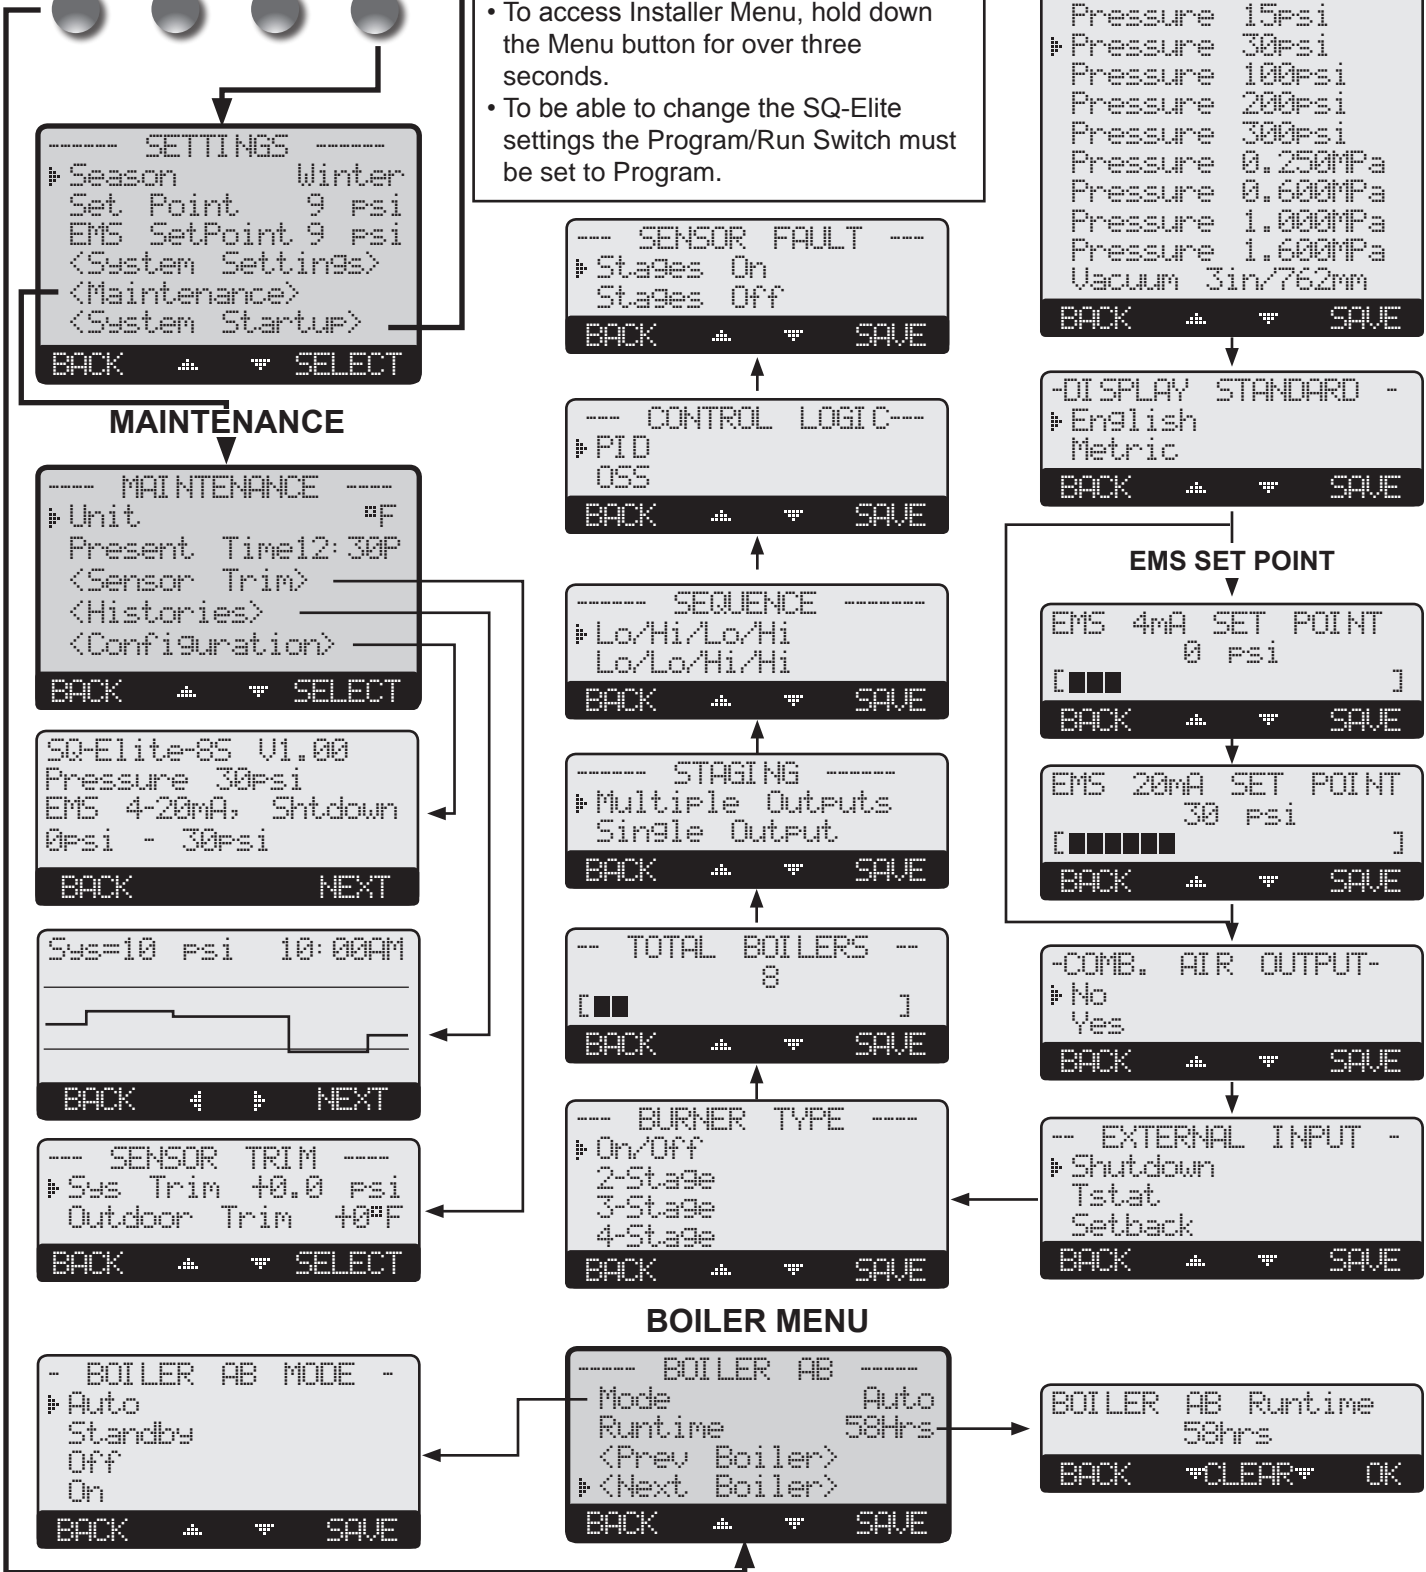 • To access Installer Menu, hold down
the Menu button for over three
seconds.
• To be able to change the SQ-Elite
settings the Program/Run Switch must
be set to Program.
------ SETTINGS ------
Season Winter
Set Point 9 psi
EMS SetPoint 9 psi
<System Settings>
<Maintenance>
<System Startup>
BACK SELECT
MAINTENANCE
---- MAINTENANCE ----
Unit °F
Present Time12:30P
<Sensor Trim>
<Histories>
<Configuration>
BACK SELECT
SQ-Elite-8S V1.00
Pressure 30psi
EMS 4-20mA, Shtdown
0psi - 30psi
BACK NEXT
Sys=10 psi 10:00AM
BACK NEXT
--- SENSOR TRIM ----
Sys Trim +0.0 psi
Outdoor Trim +0°F
BACK SELECT
- BOILER AB MODE -
Auto
Standby
Off
On
BACK SAVE
--- SENSOR FAULT ---
Stages On
Stages Off
BACK SAVE
--- CONTROL LOGIC---
PID
OSS
BACK SAVE
------ SEQUENCE -------
Lo/Hi/Lo/Hi
Lo/Lo/Hi/Hi
BACK SAVE
------ STAGING ------
Multiple Outputs
Single Output
BACK SAVE
-- TOTAL BOILERS --
8
[ ]
BACK SAVE
--- BURNER TYPE ----
On/Off
2-Stage
3-Stage
4-Stage
BACK SAVE
BOILER MENU
----- BOILER AB -----
Mode Auto
Runtime 58Hrs
<Prev Boiler>
<Next Boiler>
BACK SAVE
Pressure 15psi
Pressure 30psi
Pressure 100psi
Pressure 200psi
Pressure 300psi
Pressure 0.250MPa
Pressure 0.600MPa
Pressure 1.000MPa
Pressure 1.600MPa
Vacuum 3in/762mm
BACK SAVE
-DISPLAY STANDARD -
English
Metric
BACK SAVE
EMS SET POINT
EMS 4mA SET POINT
0 psi
[ ]
BACK SAVE
EMS 20mA SET POINT
30 psi
[ ]
BACK SAVE
-COMB. AIR OUTPUT-
No
Yes
BACK SAVE
-- EXTERNAL INPUT -
Shutdown
Tstat
Setback
BACK SAVE
BOILER AB Runtime
58hrs
BACK CLEAR OK